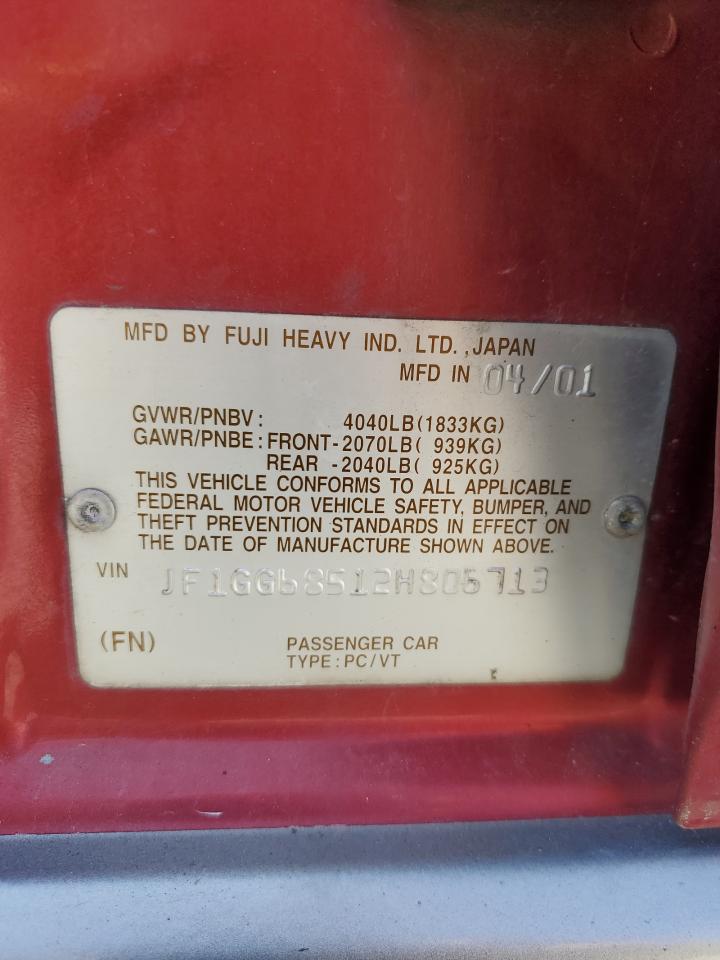 MFD BY FUJI HEAVY IND. LTD. ,JAPAN
MFD IN 04/01
GVWR/PNBV : 4040LB(1833KG)
GAWR/PNBE : FRONT-2070LB( 939KG)
REAR -2040LB( 925KG)
THIS VEHICLE CONFORMS TO ALL APPLICABLE
FEDERAL MOTOR VEHICLE SAFETY, BUMPER, AND
THEFT PREVENTION STANDARDS IN EFFECT ON
THE DATE OF MANUFACTURE SHOWN ABOVE.
VIN JF1GG68512H806713
(FN) PASSENGER CAR
TYPE : PC/VT